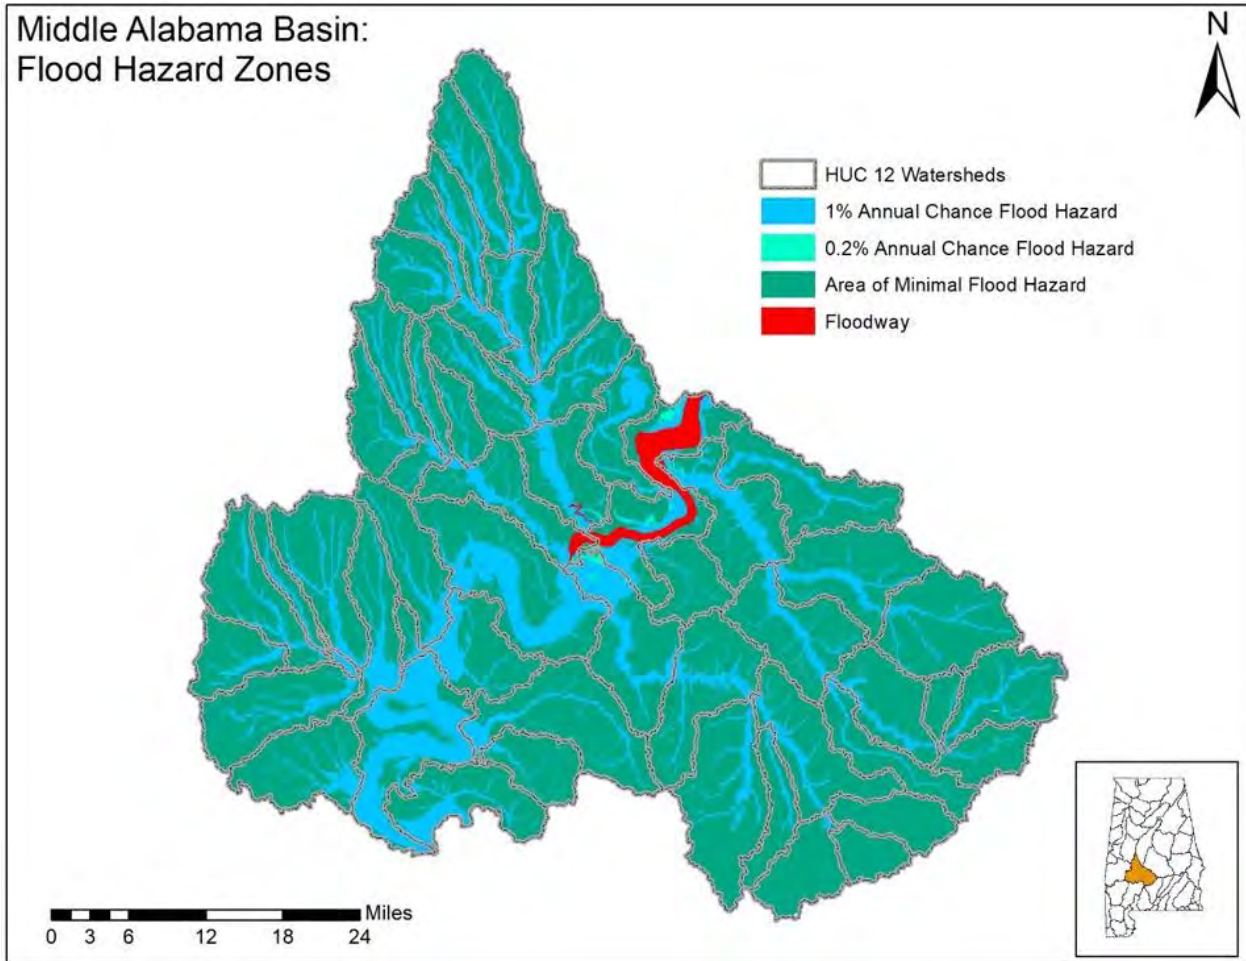 Middle Alabama Basin:
Flood Hazard Zones
N
HUC 12 Watersheds
1% Annual Chance Flood Hazard
0.2% Annual Chance Flood Hazard
Area of Minimal Flood Hazard
Floodway
Miles
0 3 6 12 18 24